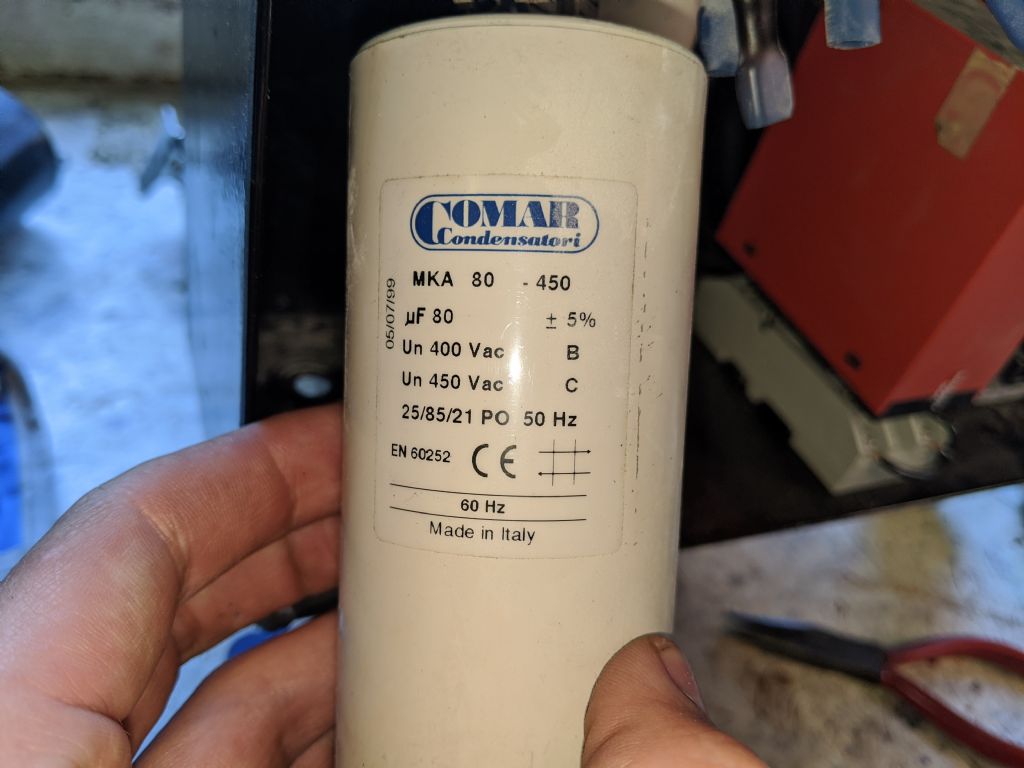 COMAR
Condensatori
MKA 80 - 450
µF 80 ± 5%
Un 400 Vac B
Un 450 Vac C
25/85/21 PO 50 Hz
EN 60252 CE
60 Hz
Made in Italy
05/07/99